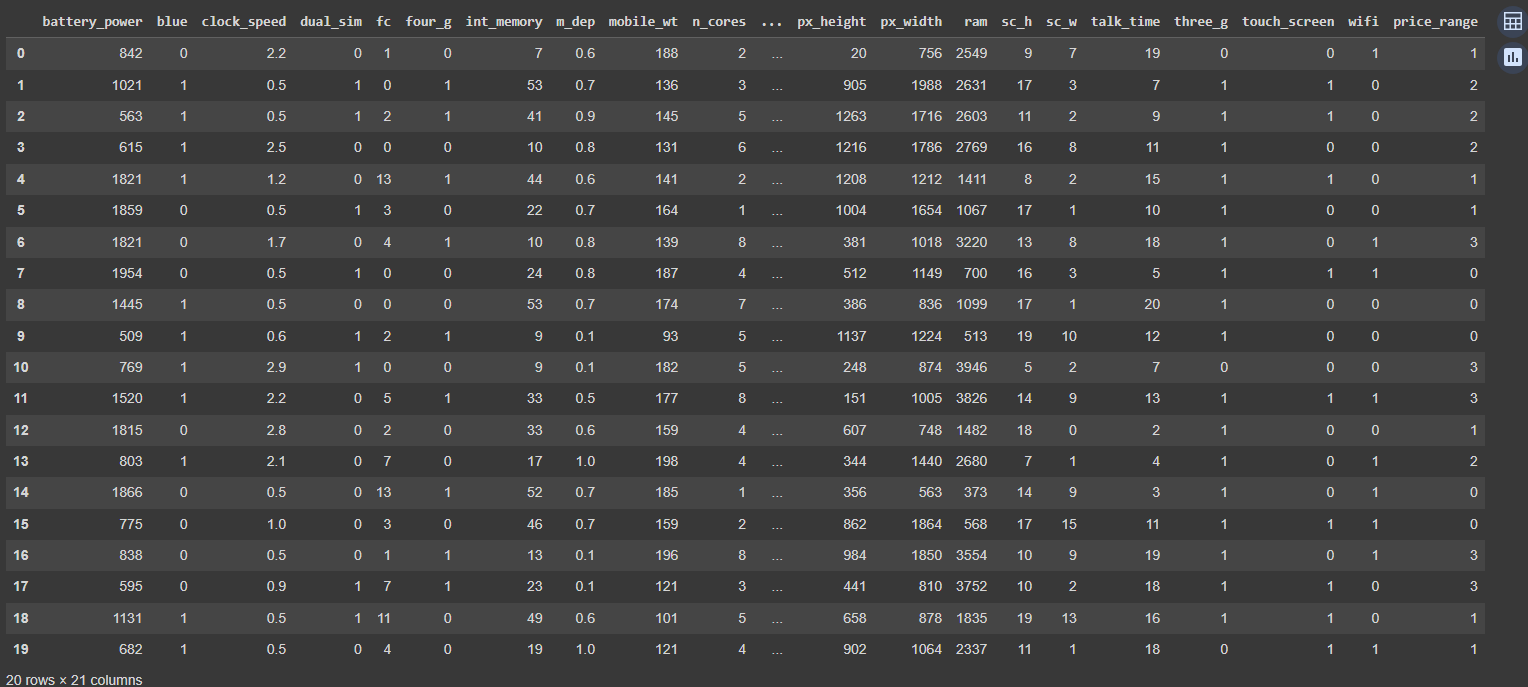 battery_power blue clock_speed dual_sim fc four_g int_memory m_dep mobile_wt n_cores ... px_height px_width ram sc_h sc_w talk_time three_g touch_screen wifi price_range
0 842 0 2.2 0 1 0 7 0.6 188 2 ... 20 756 2549 9 7 19 0 0 1 1
1 1021 1 0.5 1 0 1 53 0.7 136 3 ... 905 1988 2631 17 3 7 1 1 0 2
2 563 1 0.5 1 2 1 41 0.9 145 5 ... 1263 1716 2603 11 2 9 1 1 0 2
3 615 1 2.5 0 0 0 10 0.8 131 6 ... 1216 1786 2769 16 8 11 1 0 0 2
4 1821 1 1.2 0 13 1 44 0.6 141 2 ... 1208 1212 1411 8 2 15 1 1 0 1
5 1859 0 0.5 1 3 0 22 0.7 164 1 ... 1004 1654 1067 17 1 10 1 0 0 1
6 1821 0 1.7 0 4 1 10 0.8 139 8 ... 381 1018 3220 13 8 18 1 0 1 3
7 1954 0 0.5 1 0 0 24 0.8 187 4 ... 512 1149 700 16 3 5 1 1 1 0
8 1445 1 0.5 0 0 0 53 0.7 174 7 ... 386 836 1099 17 1 20 1 0 0 0
9 509 1 0.6 1 2 1 9 0.1 93 5 ... 1137 1224 513 19 10 12 1 0 0 0
10 769 1 2.9 1 0 0 9 0.1 182 5 ... 248 874 3946 5 2 7 0 0 0 3
11 1520 1 2.2 0 5 1 33 0.5 177 8 ... 151 1005 3826 14 9 13 1 1 1 3
12 1815 0 2.8 0 2 0 33 0.6 159 4 ... 607 748 1482 18 0 2 1 0 0 1
13 803 1 2.1 0 7 0 17 1.0 198 4 ... 344 1440 2680 7 1 4 1 0 1 2
14 1866 0 0.5 0 13 1 52 0.7 185 1 ... 356 563 373 14 9 3 1 0 1 0
15 775 0 1.0 0 3 0 46 0.7 159 2 ... 862 1864 568 17 15 11 1 1 1 0
16 838 0 0.5 0 1 1 13 0.1 196 8 ... 984 1850 3554 10 9 19 1 0 1 3
17 595 0 0.9 1 7 1 23 0.1 121 3 ... 441 810 3752 10 2 18 1 1 0 3
18 1131 1 0.5 1 11 0 49 0.6 101 5 ... 658 878 1835 19 13 16 1 1 0 1
19 682 1 0.5 0 4 0 19 1.0 121 4 ... 902 1064 2337 11 1 18 0 1 1 1
20 rows × 21 columns